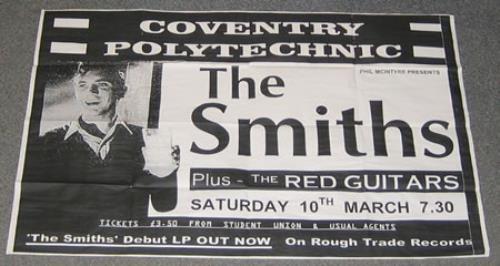 COVENTRY
POLYTECHNIC
PHIL MCINTYRE PRESENTS
The
Smiths
Plus - THE RED GUITARS
SATURDAY 10TH MARCH 7.30
TICKETS £3.50 FROM STUDENT UNION & USUAL AGENTS
'The Smiths' Debut LP OUT NOW On Rough Trade Records